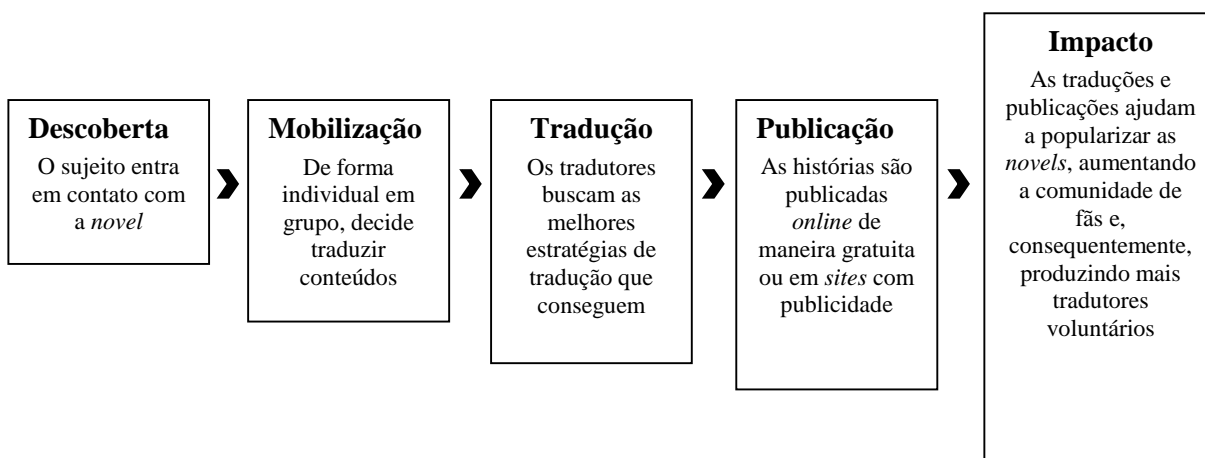 Descoberta
O sujeito entra
em contato com
a novel
Mobilização
De forma
individual em
grupo, decide
traduzir
conteúdos
Tradução
Os tradutores
buscam as
melhores
estratégias de
tradução que
conseguem
Publicação
As histórias são
publicadas
online de
maneira gratuita
ou em sites com
publicidade
Impacto
As traduções e
publicações ajudam
a popularizar as
novels, aumentando
a comunidade de
fãs e,
consequentemente,
produzindo mais
tradutores
voluntários